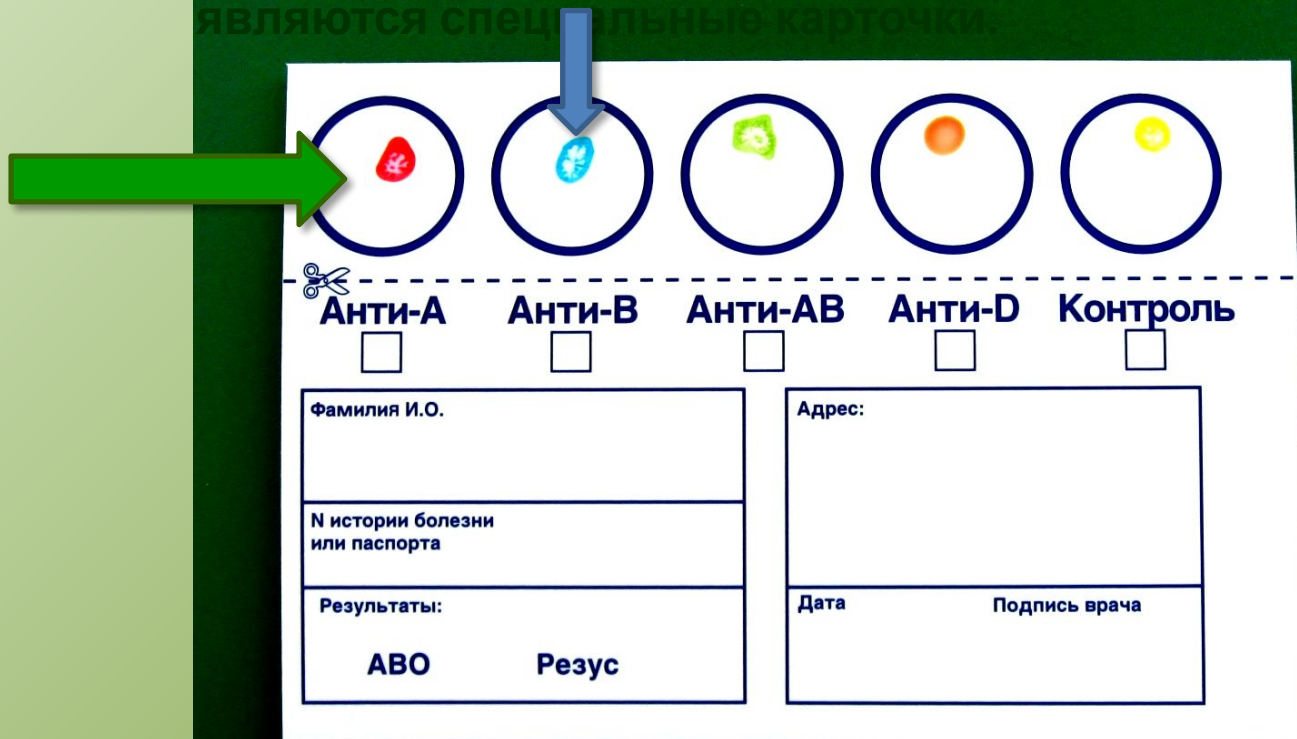 являются специальные карточки.
Анти-А Анти-В Анти-АВ Анти-D Контроль
Фамилия И.О.
N истории болезни
или паспорта
Результаты:
АВО Резус
Адрес:
Дата Подпись врача